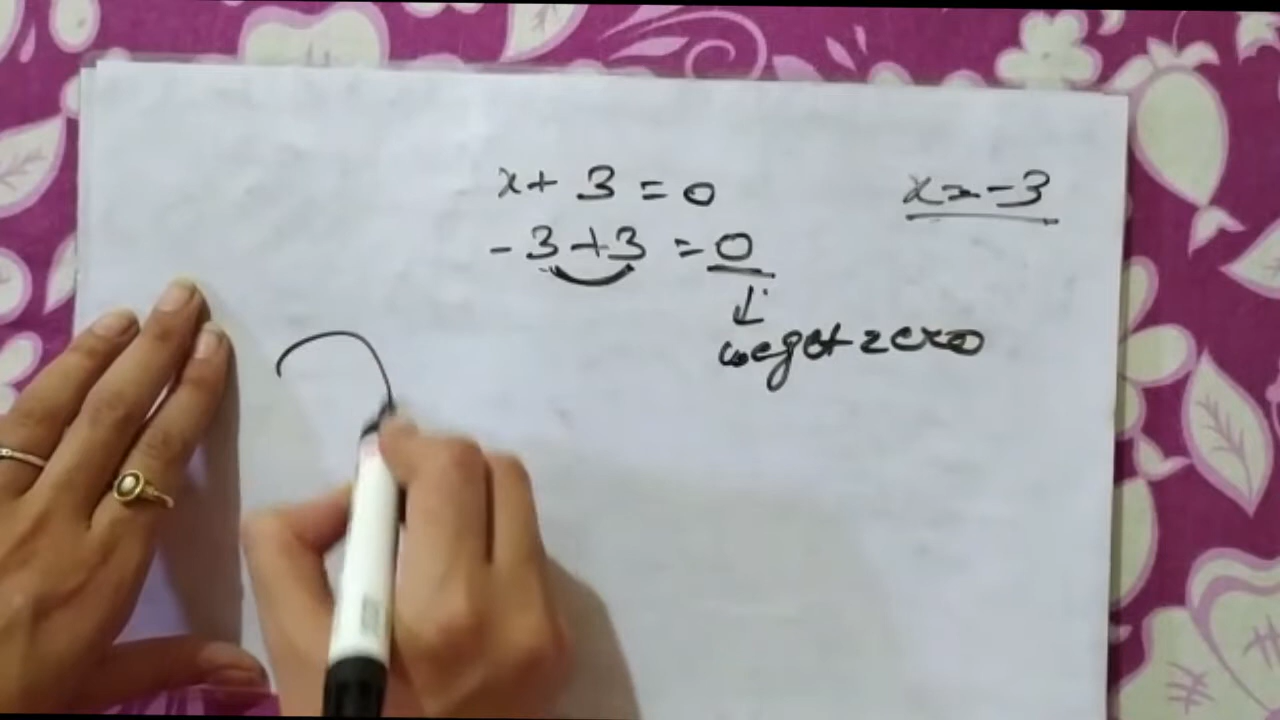 x + 3 = 0
x = -3
- 3 + 3 = 0
↓
we get zero